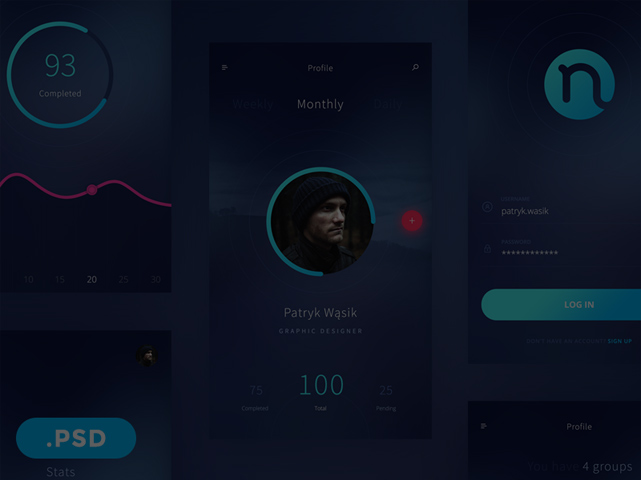 93
Completed
10 15 20 25 30
.PSD
Stats
Profile
Weekly Monthly
Patryk Wąsik
GRAPHIC DESIGNER
75 100 25
Completed Total Pending
n
USERNAME
patryk.wasik
PASSWORD
************
LOG IN
DON'T HAVE AN ACCOUNT? SIGN UP
Profile
You have 4 groups